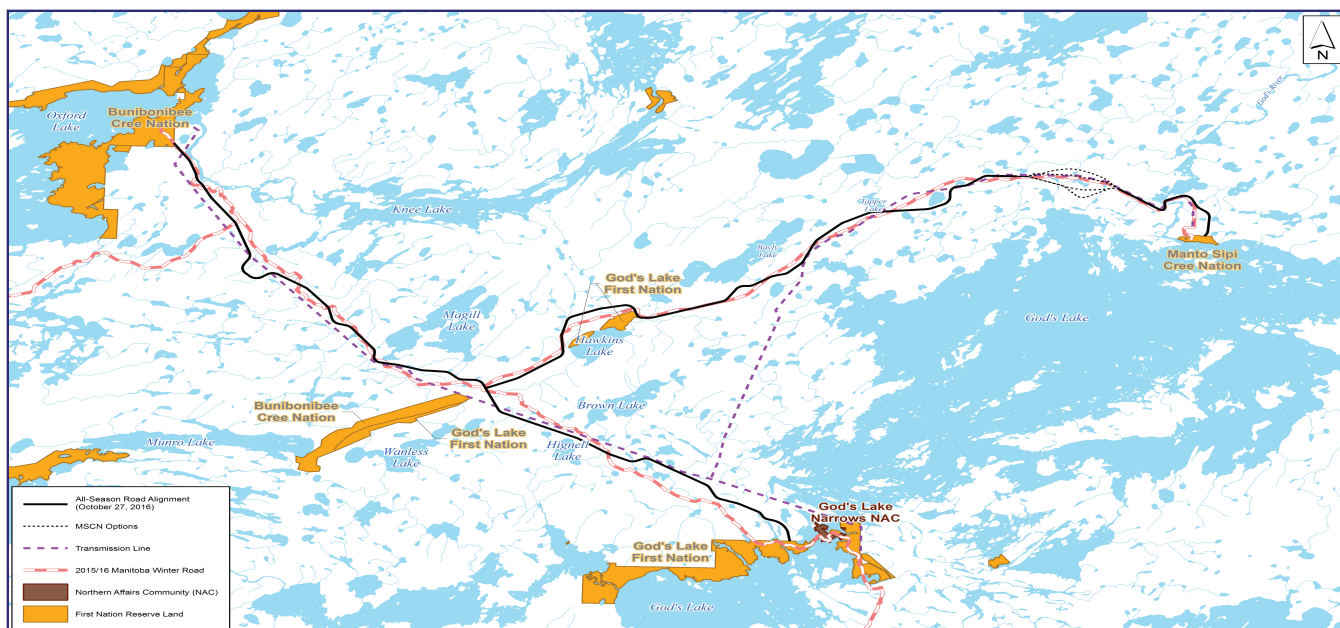 N
God's River
Oxford
Lake
Bunibonibee
Cree Nation
Knee Lake
Topper
Lake
Bayly
Lake
Manto Sipi
Cree Nation
God's Lake
First Nation
Magill
Lake
Hawkins
Lake
God's Lake
Bunibonibee
Cree Nation
Brown Lake
God's Lake
First Nation
Hignell
Lake
Munro Lake
Wanless
Lake
God's Lake
Narrows NAC
God's Lake
First Nation
God's Lake
All-Season Road Alignment
(October 27, 2016)
MSCN Options
Transmission Line
2015/16 Manitoba Winter Road
Northern Affairs Community (NAC)
First Nation Reserve Land